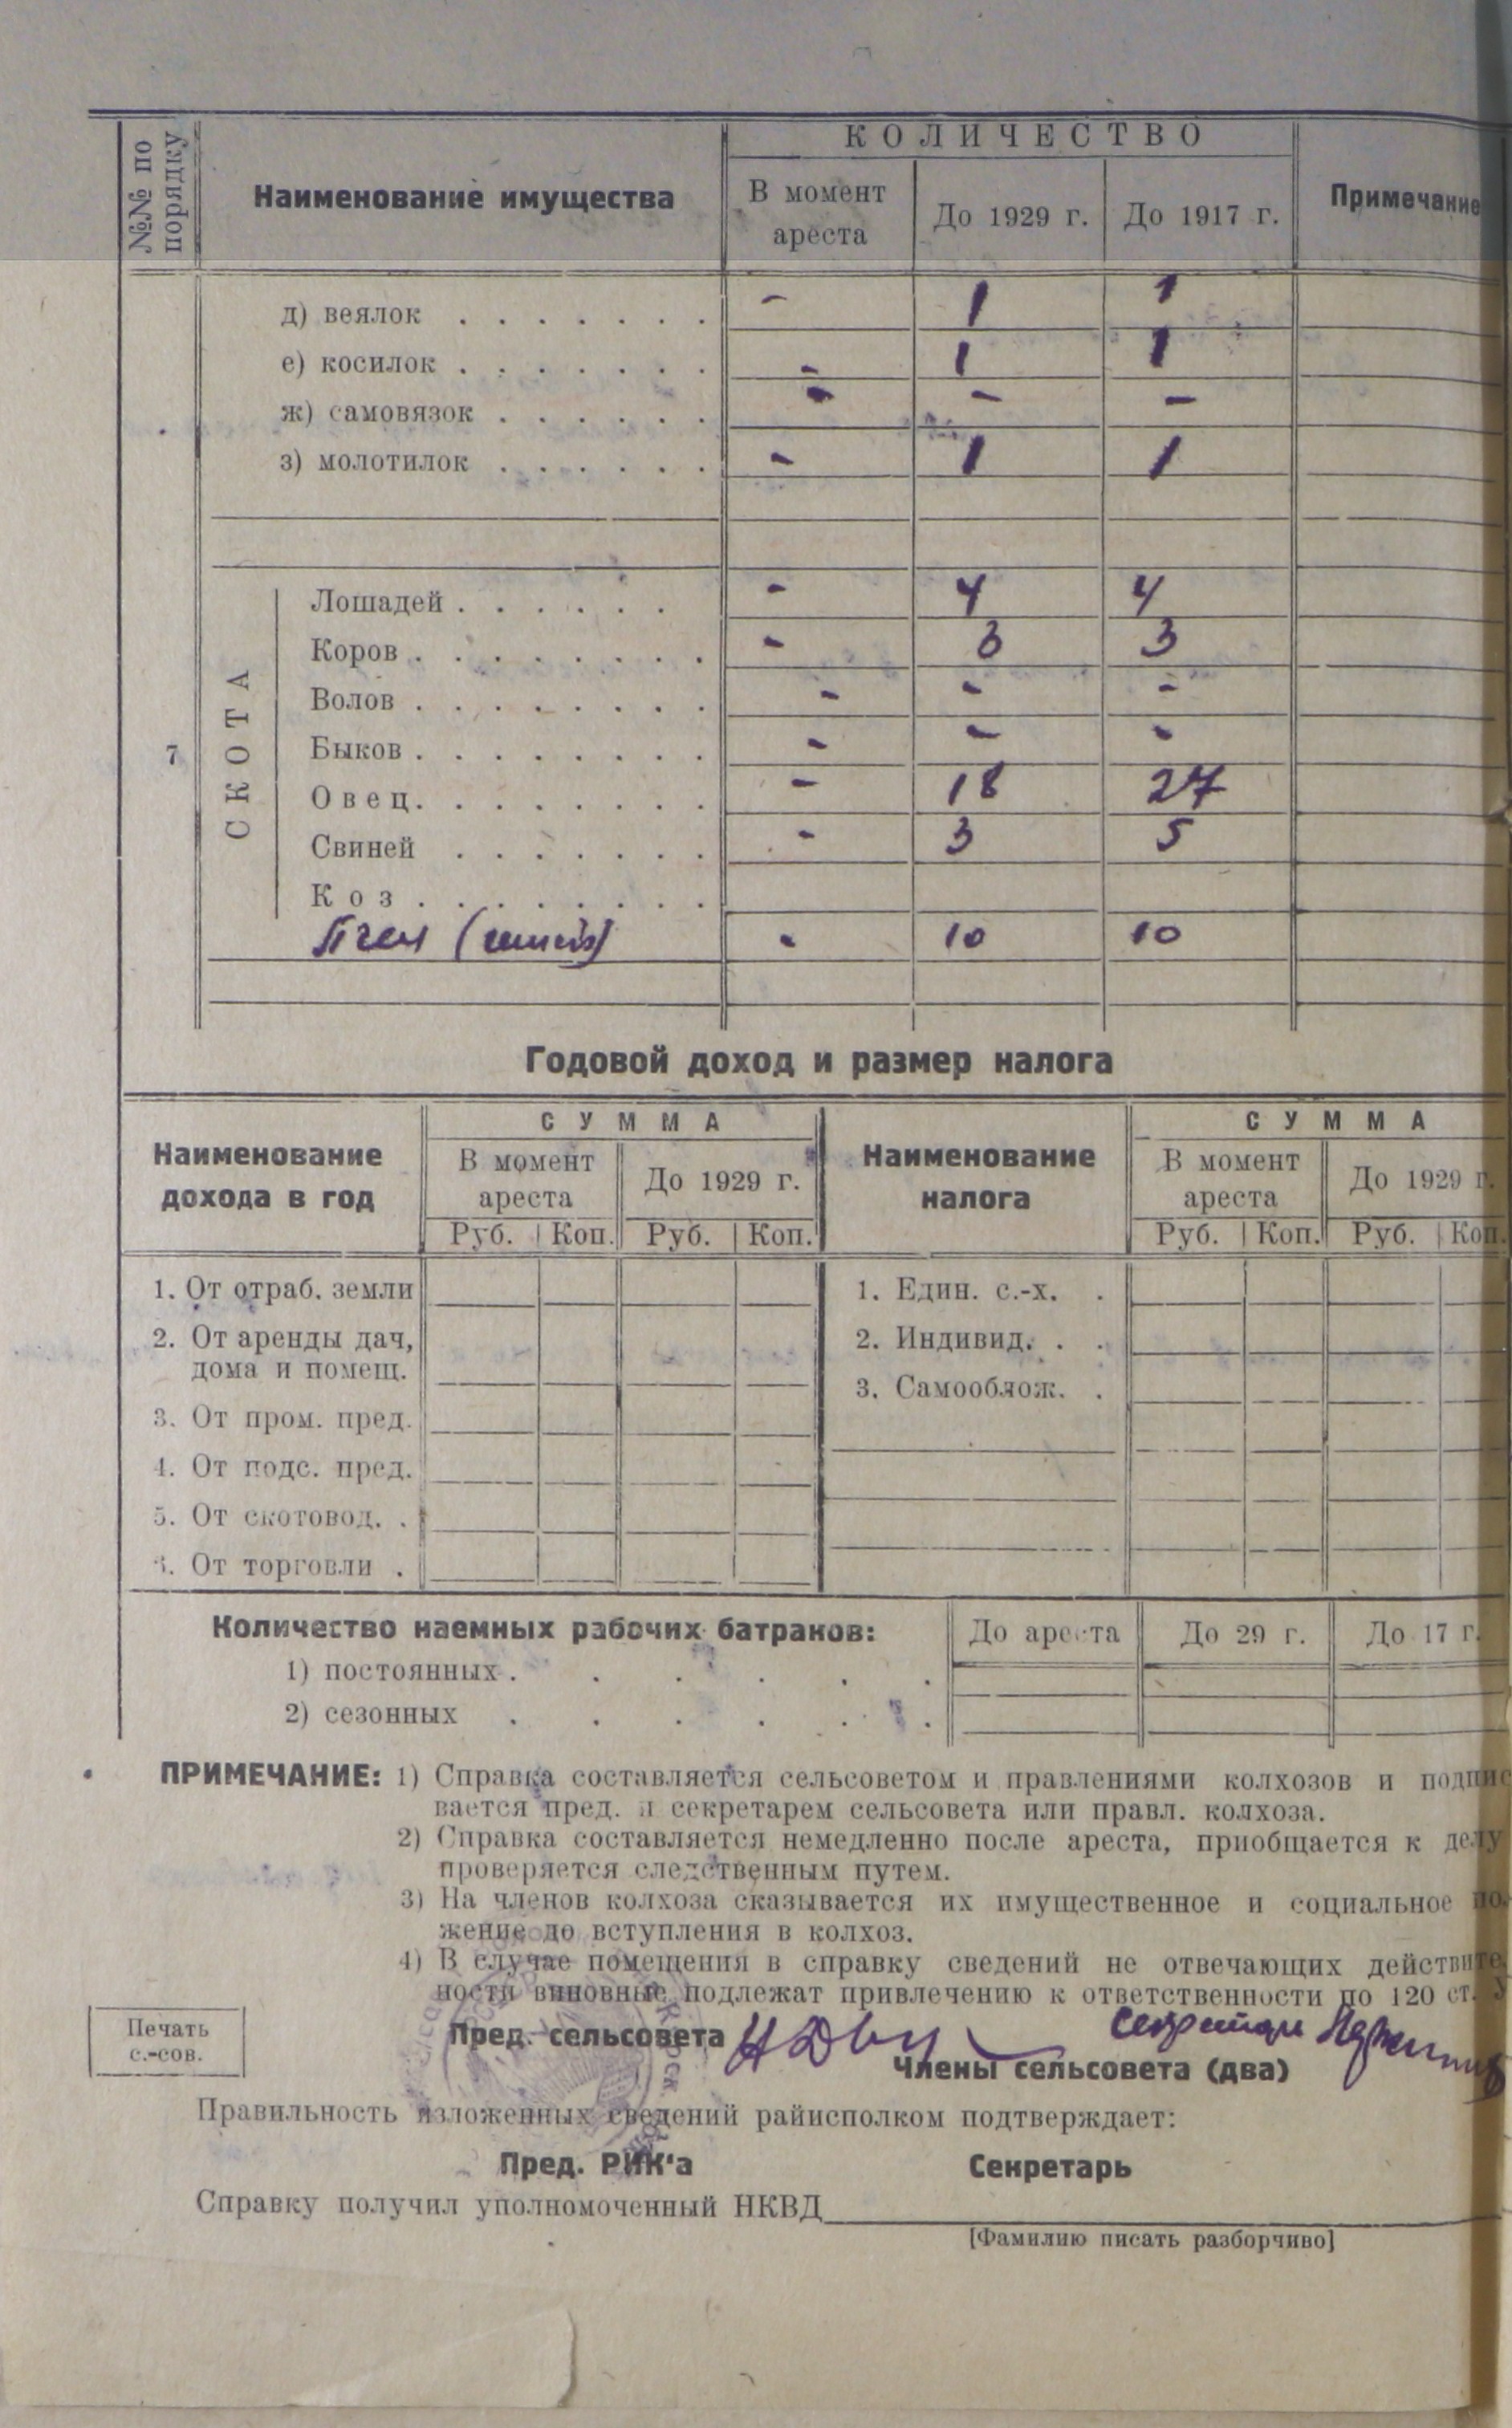 №№ по порядку
Наименование имущества
КОЛИЧЕСТВО
В момент ареста
До 1929 г.
До 1917 г.
Примечание
д) веялок . . . . . . . - 1 1
е) косилок . . . . . . . - 1 1
ж) самовязок . . . . . . - - -
з) молотилок . . . . . . - 1 1
7
СКОТА
Лошадей . . . . . . - 4 4
Коров . . . . . . . . - 3 3
Волов . . . . . . . . - - -
Быков . . . . . . . . - - -
Овец . . . . . . . . - 18 27
Свиней . . . . . . . - 3 5
Коз . . . . . . . .
Пчел - 10 10
Годовой доход и размер налога
Наименование дохода в год
СУММА
В момент ареста
До 1929 г.
Руб. Коп. Руб. Коп.
Наименование налога
СУММА
В момент ареста
До 1929 г.
Руб. Коп. Руб. Коп.
1. От отраб. земли
2. От аренды дач,
дома и помещ.
3. От пром. пред.
4. От подс. пред.
5. От скотовод. .
6. От торговли .
1. Един. с.-х. .
2. Индивид. . .
3. Самооблож. .
Количество наемных рабочих батраков:
До ареста До 29 г. До 17 г.
1) постоянных . . . . . .
2) сезонных . . . . . .
ПРИМЕЧАНИЕ: 1) Справка составляется сельсоветом и правлениями колхозов и подпис
вается пред. и секретарем сельсовета или правл. колхоза.
2) Справка составляется немедленно после ареста, приобщается к делу
проверяется следственным путем.
3) На членов колхоза сказывается их имущественное и социальное по
жение до вступления в колхоз.
4) В случае помещения в справку сведений не отвечающих действите
ности виновные подлежат привлечению к ответственности по 120 ст. У
Печать
с.-сов.
Пред. сельсовета
секретарь
Члены сельсовета (два)
Правильность изложенных сведений райисполком подтверждает:
Пред. РИК'а Секретарь
Справку получил уполномоченный НКВД
[Фамилию писать разборчиво]